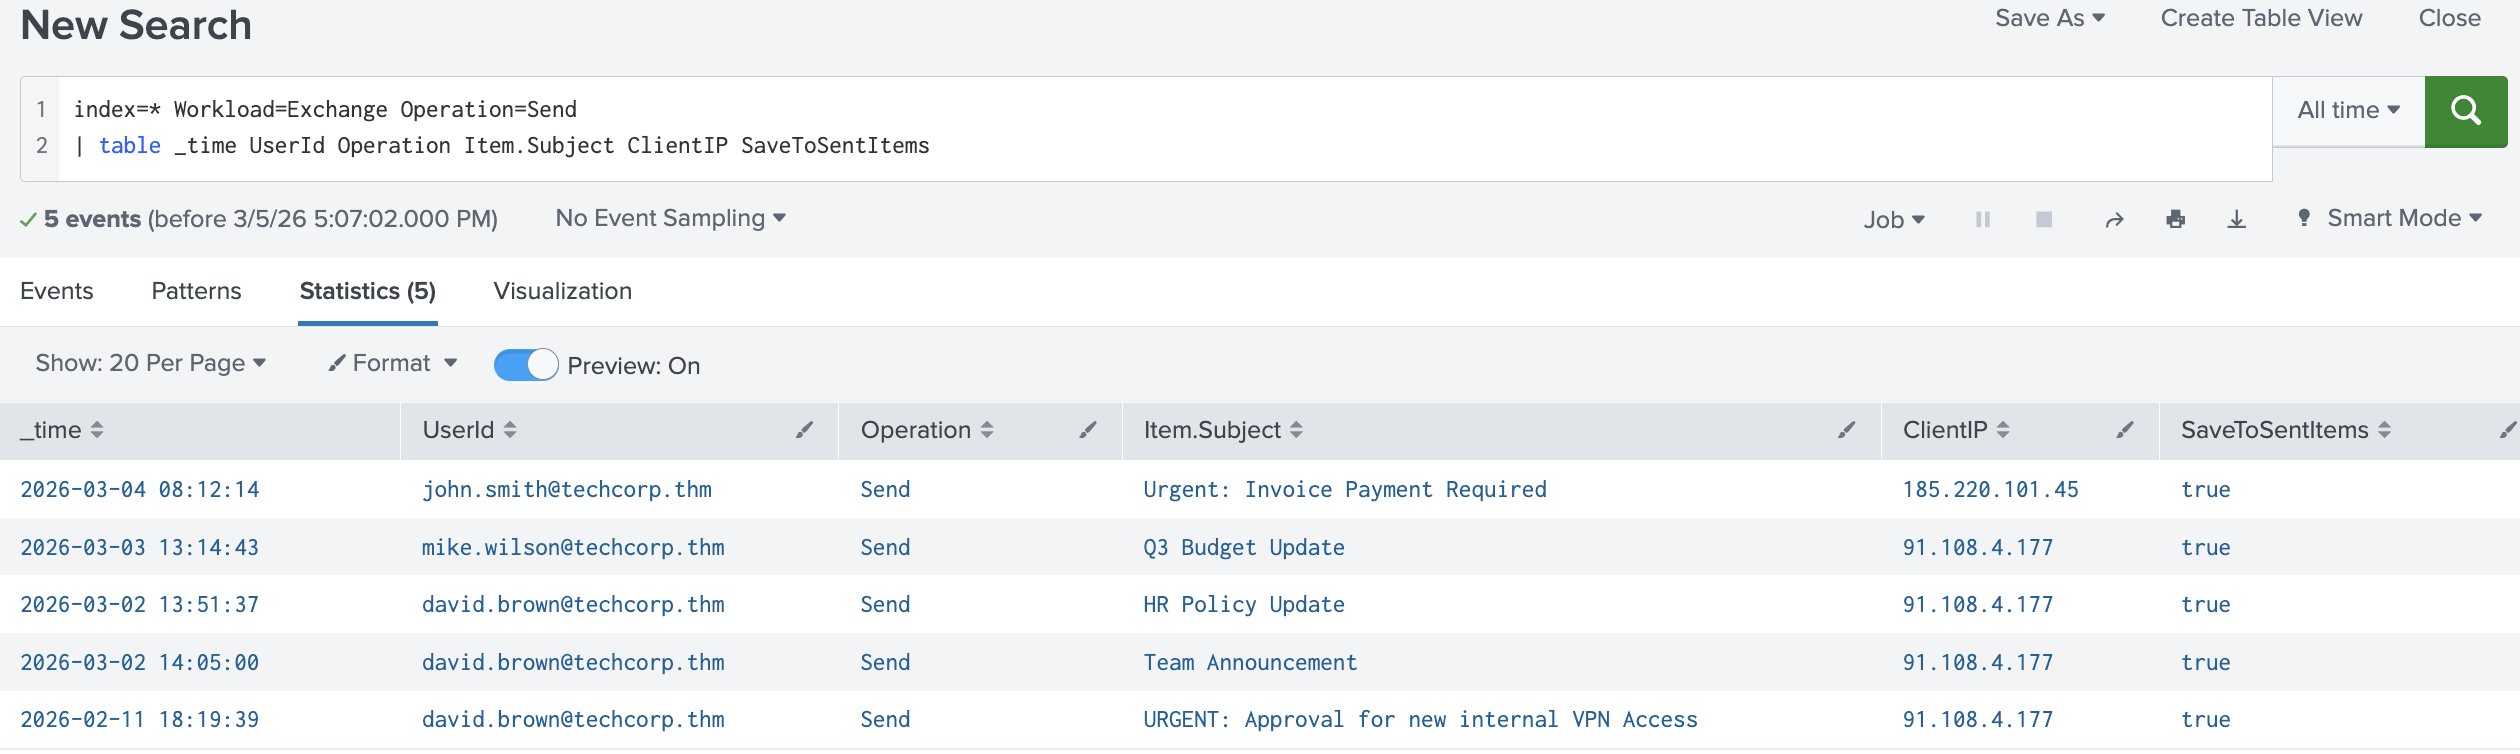 New Search
Save As Create Table View Close
1 index=* Workload=Exchange Operation=Send
2 | table _time UserId Operation Item.Subject ClientIP SaveToSentItems
All time
5 events (before 3/5/26 5:07:02.000 PM) No Event Sampling Job Smart Mode
Events Patterns Statistics (5) Visualization
Show: 20 Per Page Format Preview: On
_time UserId Operation Item.Subject ClientIP SaveToSentItems
2026-03-04 08:12:14 john.smith@techcorp.thm Send Urgent: Invoice Payment Required 185.220.101.45 true
2026-03-03 13:14:43 mike.wilson@techcorp.thm Send Q3 Budget Update 91.108.4.177 true
2026-03-02 13:51:37 david.brown@techcorp.thm Send HR Policy Update 91.108.4.177 true
2026-03-02 14:05:00 david.brown@techcorp.thm Send Team Announcement 91.108.4.177 true
2026-02-11 18:19:39 david.brown@techcorp.thm Send URGENT: Approval for new internal VPN Access 91.108.4.177 true